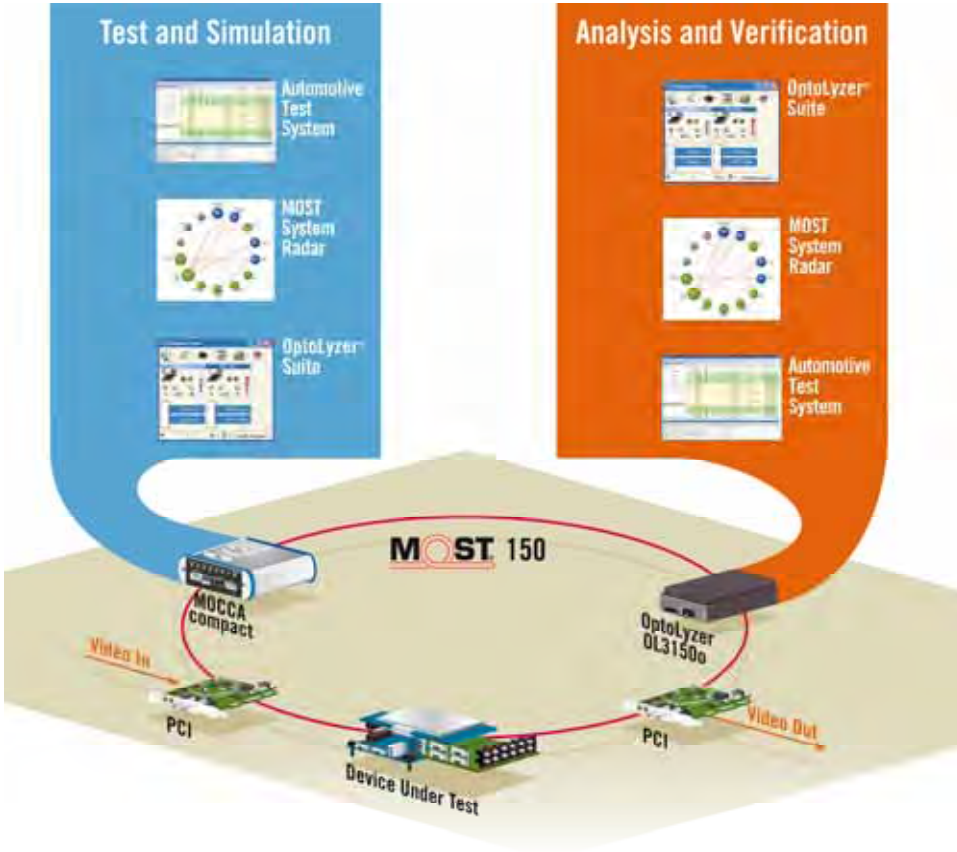 Test and Simulation
Automotive
Test
System
MOST
System
Radar
OptoLyzer®
Suite
Analysis and Verification
OptoLyzer®
Suite
MOST
System
Radar
Automotive
Test
System
MOST 150
MOCCA
compact
OptoLyzer
OL3150o
Video In
PCI
Device Under Test
PCI
Video Out